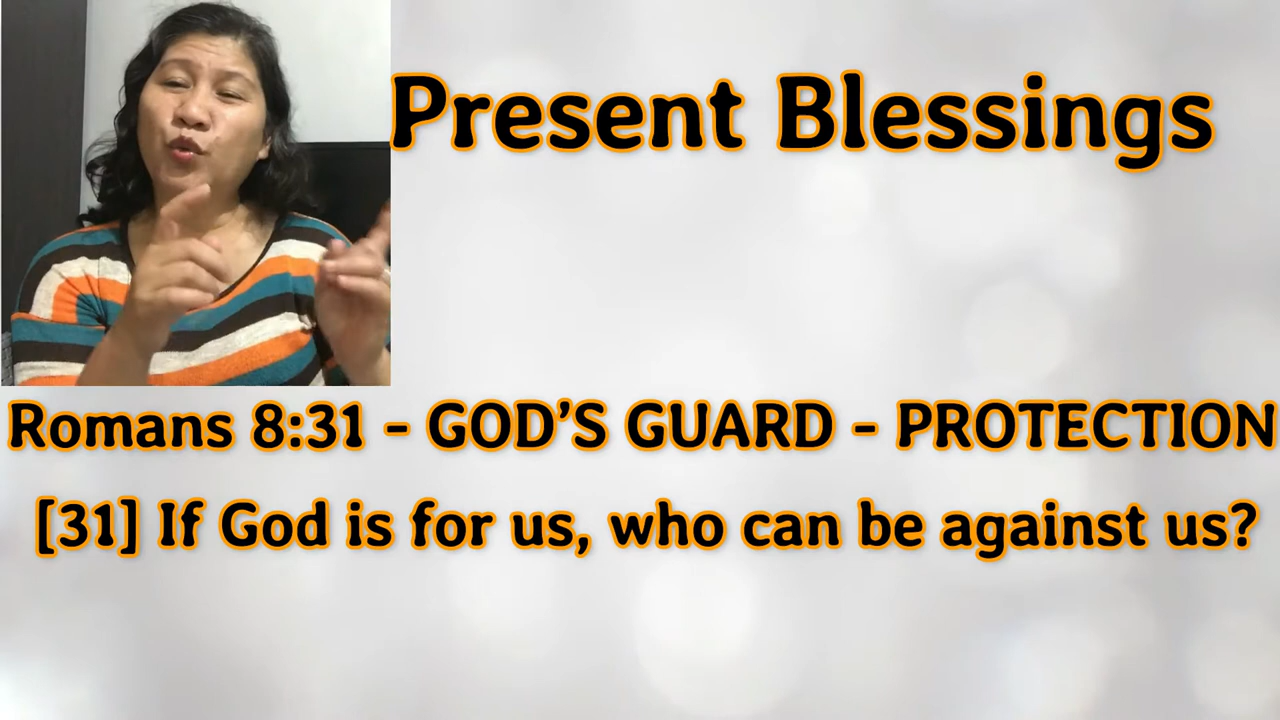 Present Blessings
Romans 8:31 - GOD’S GUARD - PROTECTION
[31] If God is for us, who can be against us?